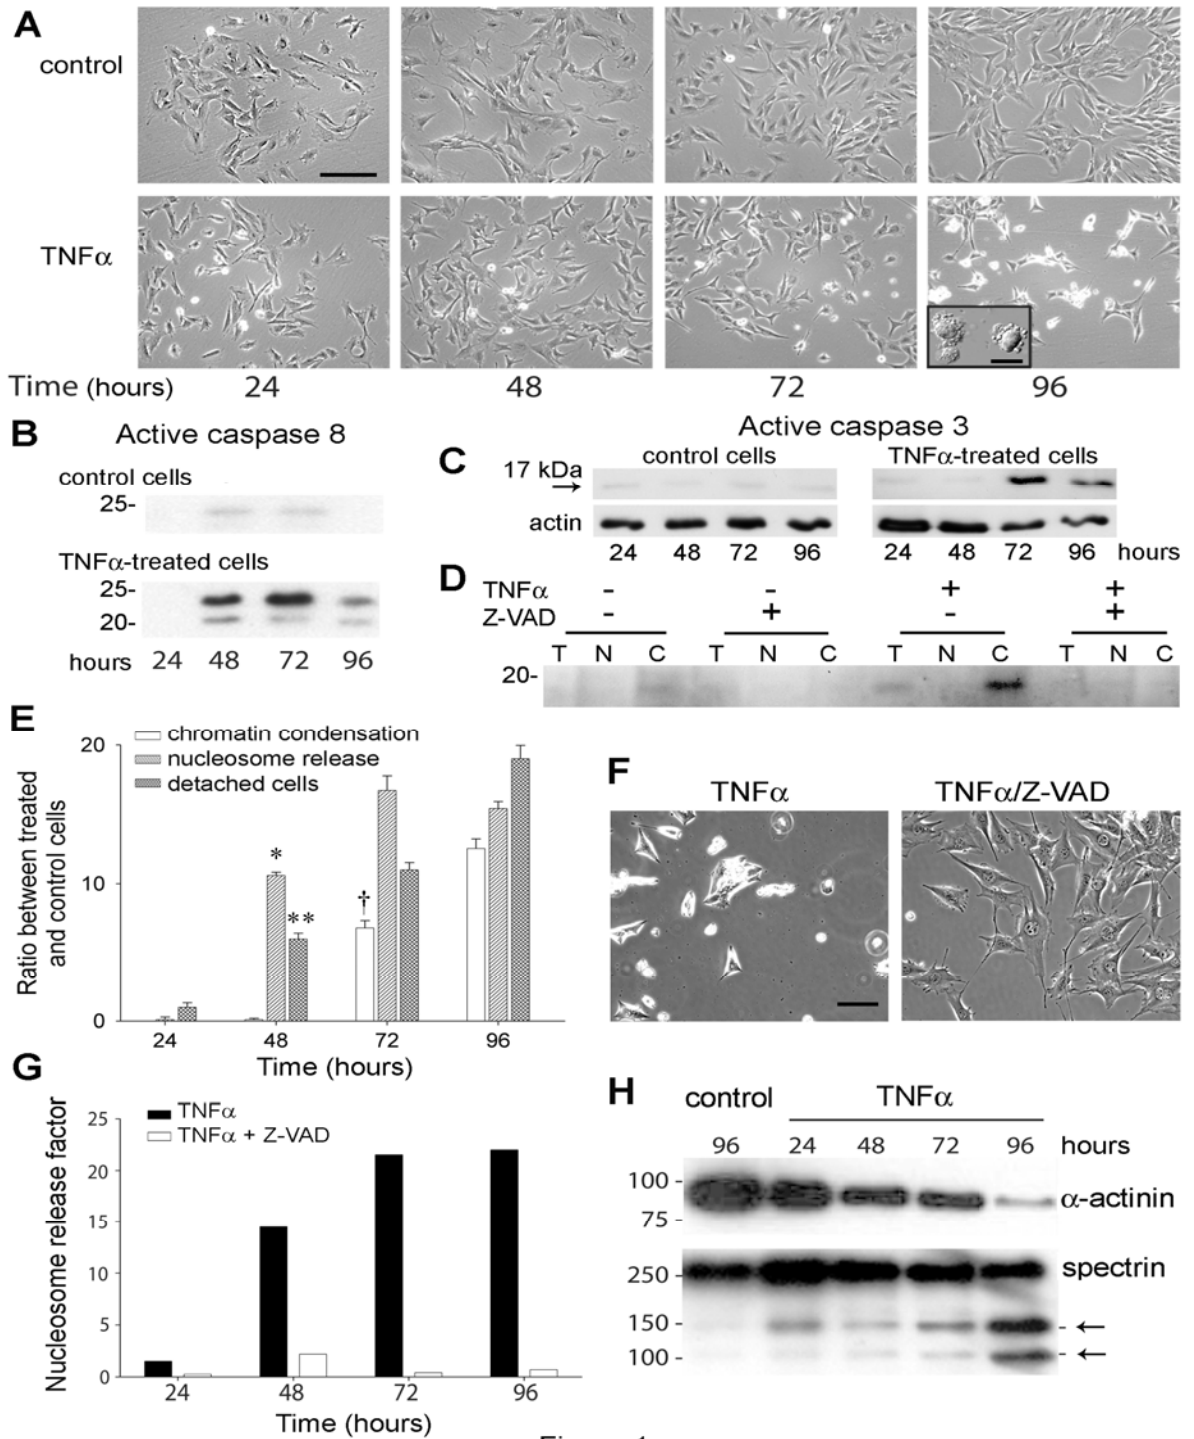 A
control
TNFα
Time (hours) 24 48 72 96
B
Active caspase 8
control cells
25-
TNFα-treated cells
25-
20-
hours 24 48 72 96
Active caspase 3
C
control cells TNFα-treated cells
17 kDa
actin
24 48 72 96 24 48 72 96 hours
D
TNFα - - + +
Z-VAD - + - +
T N C T N C T N C T N C
20-
E
chromatin condensation
nucleosome release
detached cells
Ratio between treated
and control cells
20
10
0
*
**
†
24 48 72 96
Time (hours)
F
TNFα TNFα/Z-VAD
G
TNFα
TNFα + Z-VAD
Nucleosome release factor
25
20
15
10
5
0
24 48 72 96
Time (hours)
H
control TNFα
96 24 48 72 96 hours
100 -
75 -
α-actinin
250 -
spectrin
150 -
100 -